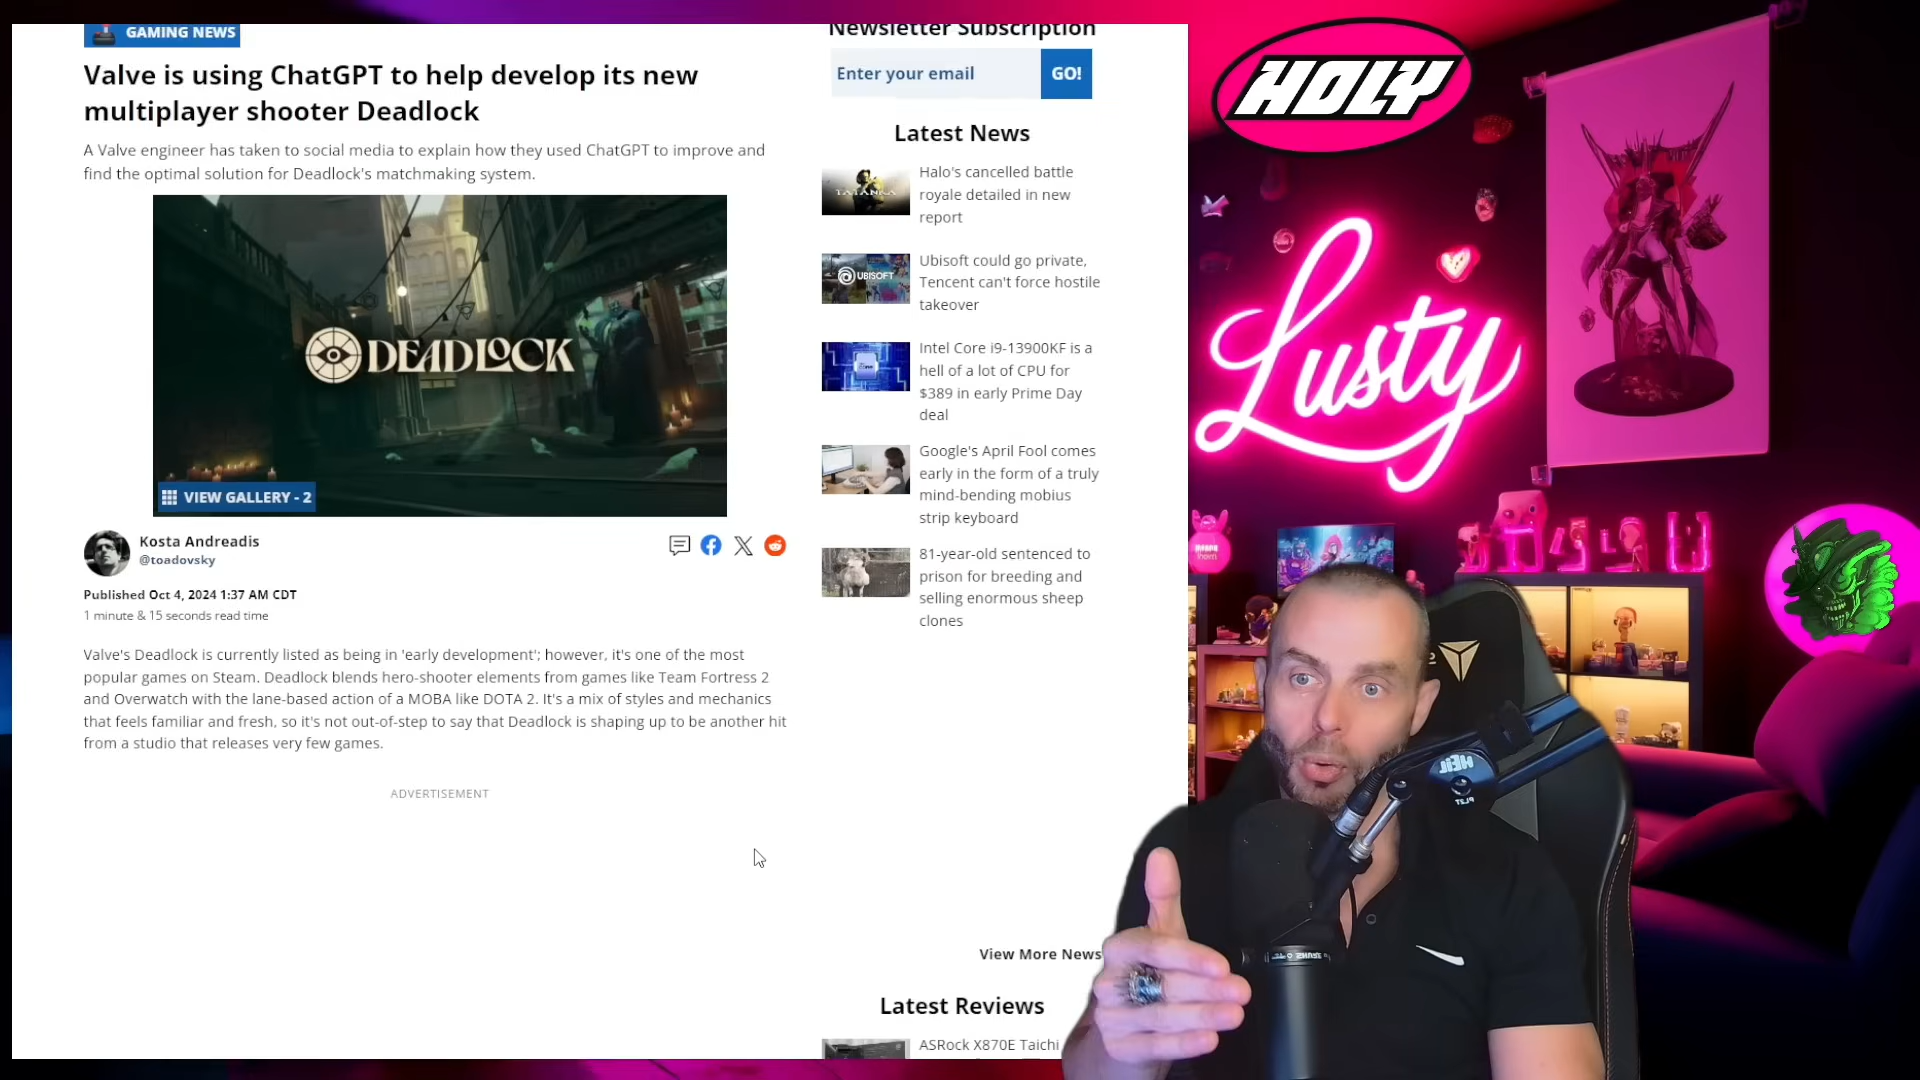 GAMING NEWS
Valve is using ChatGPT to help develop its new
multiplayer shooter Deadlock
A Valve engineer has taken to social media to explain how they used ChatGPT to improve and
find the optimal solution for Deadlock's matchmaking system.
DEADLOCK
VIEW GALLERY - 2
Kosta Andreadis
@toadovsky
Published Oct 4, 2024 1:37 AM CDT
1 minute & 15 seconds read time
Valve's Deadlock is currently listed as being in 'early development'; however, it's one of the most
popular games on Steam. Deadlock blends hero-shooter elements from games like Team Fortress 2
and Overwatch with the lane-based action of a MOBA like DOTA 2. It's a mix of styles and mechanics
that feels familiar and fresh, so it's not out-of-step to say that Deadlock is shaping up to be another hit
from a studio that releases very few games.
ADVERTISEMENT
Newsletter Subscription
Enter your email
GO!
Latest News
TATANKA
Halo's cancelled battle
royale detailed in new
report
UBISOFT
Ubisoft could go private,
Tencent can't force hostile
takeover
Intel Core i9-13900KF is a
hell of a lot of CPU for
$389 in early Prime Day
deal
Google's April Fool comes
early in the form of a truly
mind-bending mobius
strip keyboard
81-year-old sentenced to
prison for breeding and
selling enormous sheep
clones
View More News
Latest Reviews
ASRock X870E Taichi
HOLY
Lusty
HEIL
PL2T